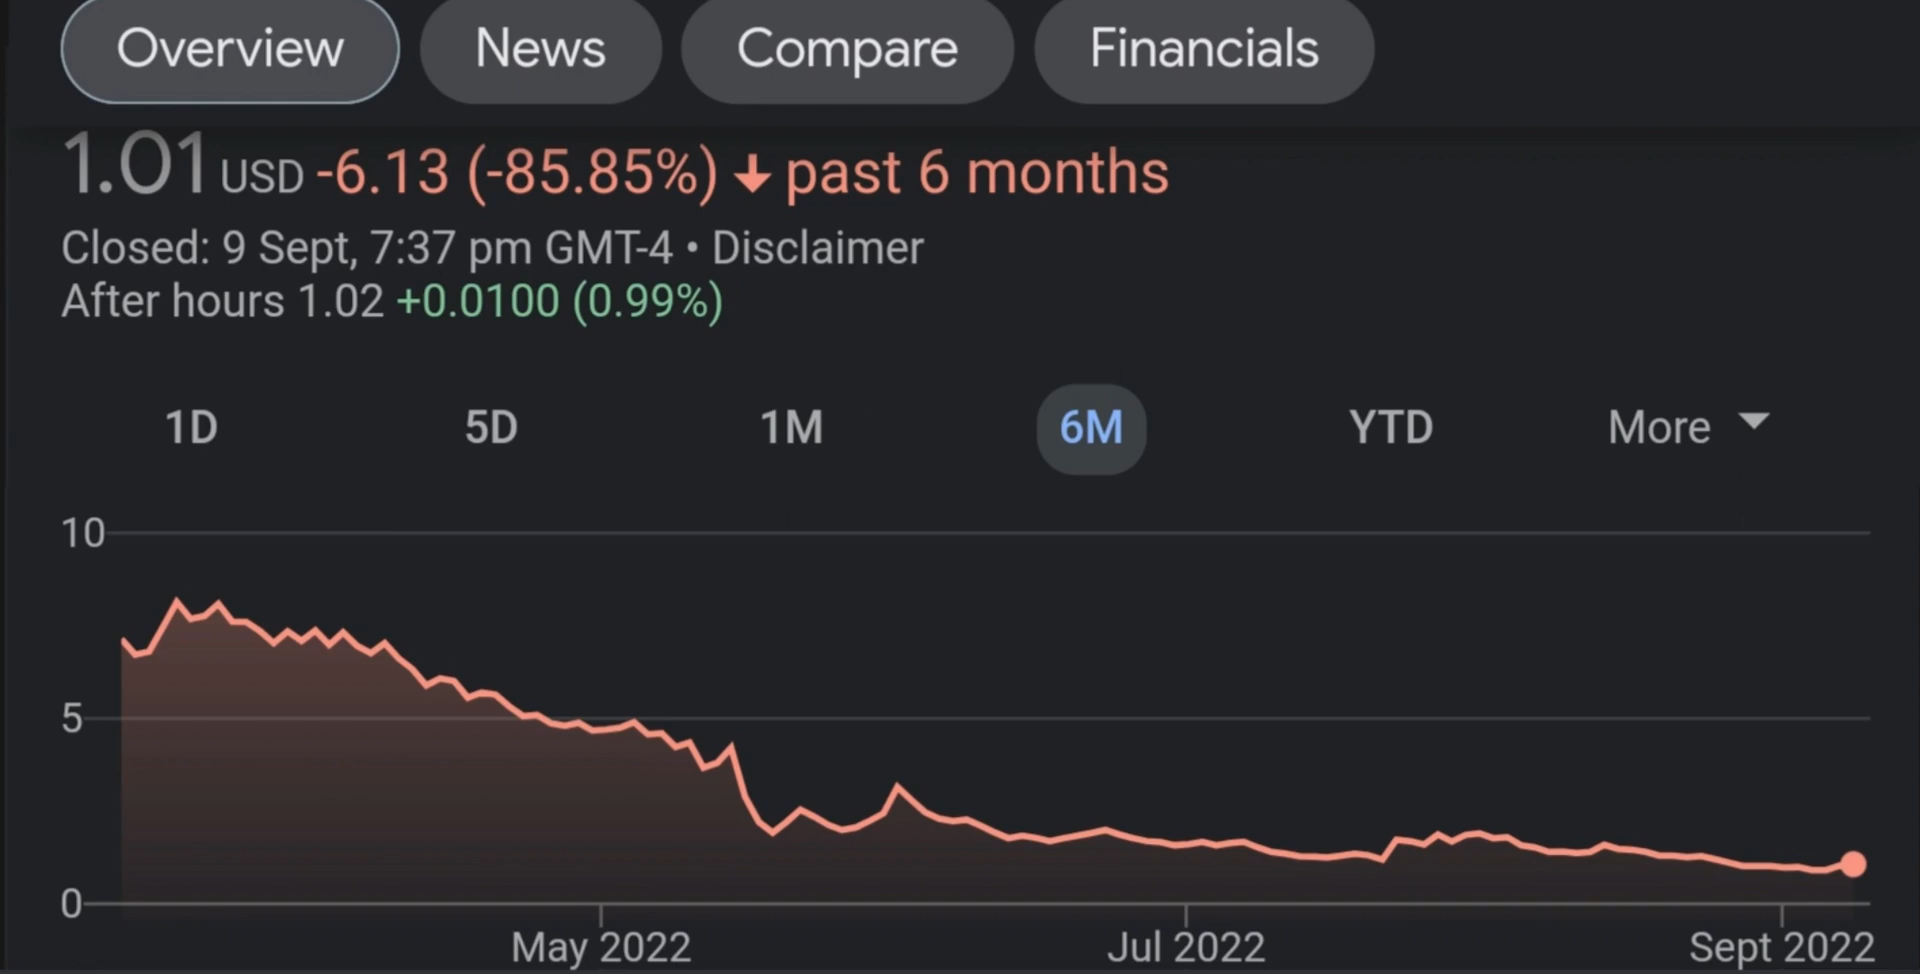 Overview News Compare Financials
1.01 USD -6.13 (-85.85%) ↓ past 6 months
Closed: 9 Sept, 7:37 pm GMT-4 • Disclaimer
After hours 1.02 +0.0100 (0.99%)
1D 5D 1M 6M YTD More
10
5
0
May 2022 Jul 2022 Sept 2022